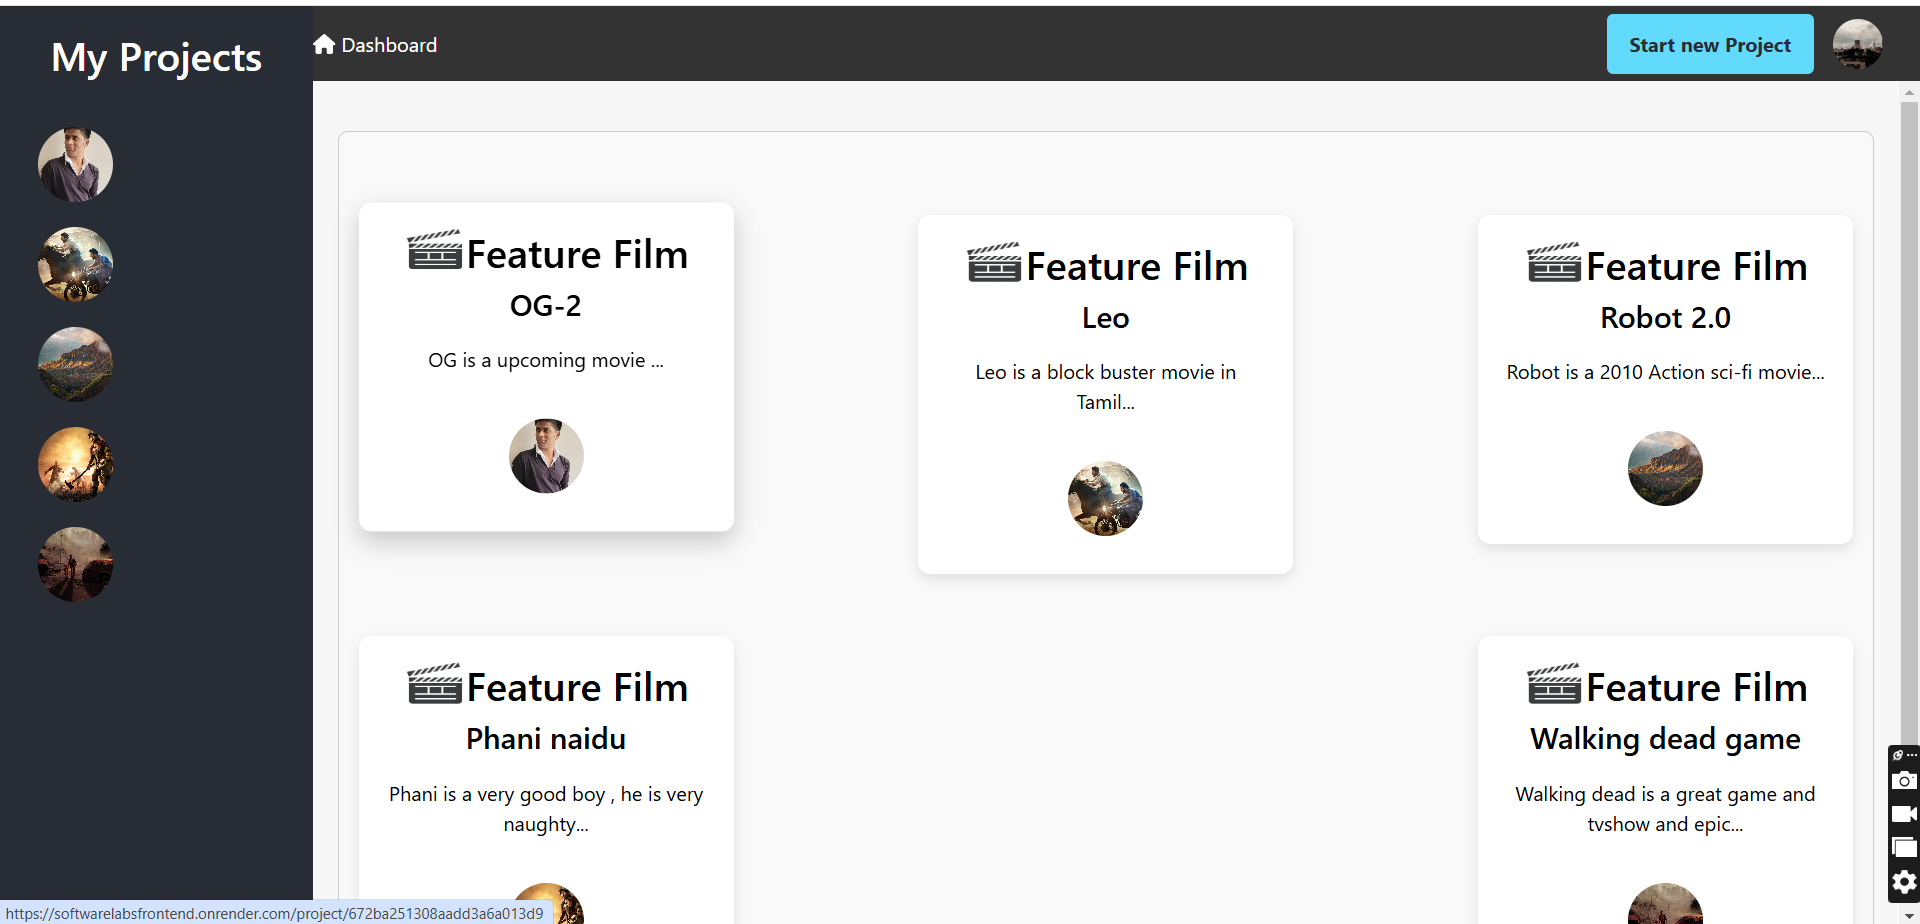 My Projects
Dashboard
Start new Project
Feature Film
OG-2
OG is a upcoming movie ...
Feature Film
Leo
Leo is a block buster movie in
Tamil...
Feature Film
Robot 2.0
Robot is a 2010 Action sci-fi movie...
Feature Film
Phani naidu
Phani is a very good boy , he is very
naughty...
Feature Film
Walking dead game
Walking dead is a great game and
tvshow and epic...
https://softwarelabsfrontend.onrender.com/project/672ba251308aadd3a6a013d9